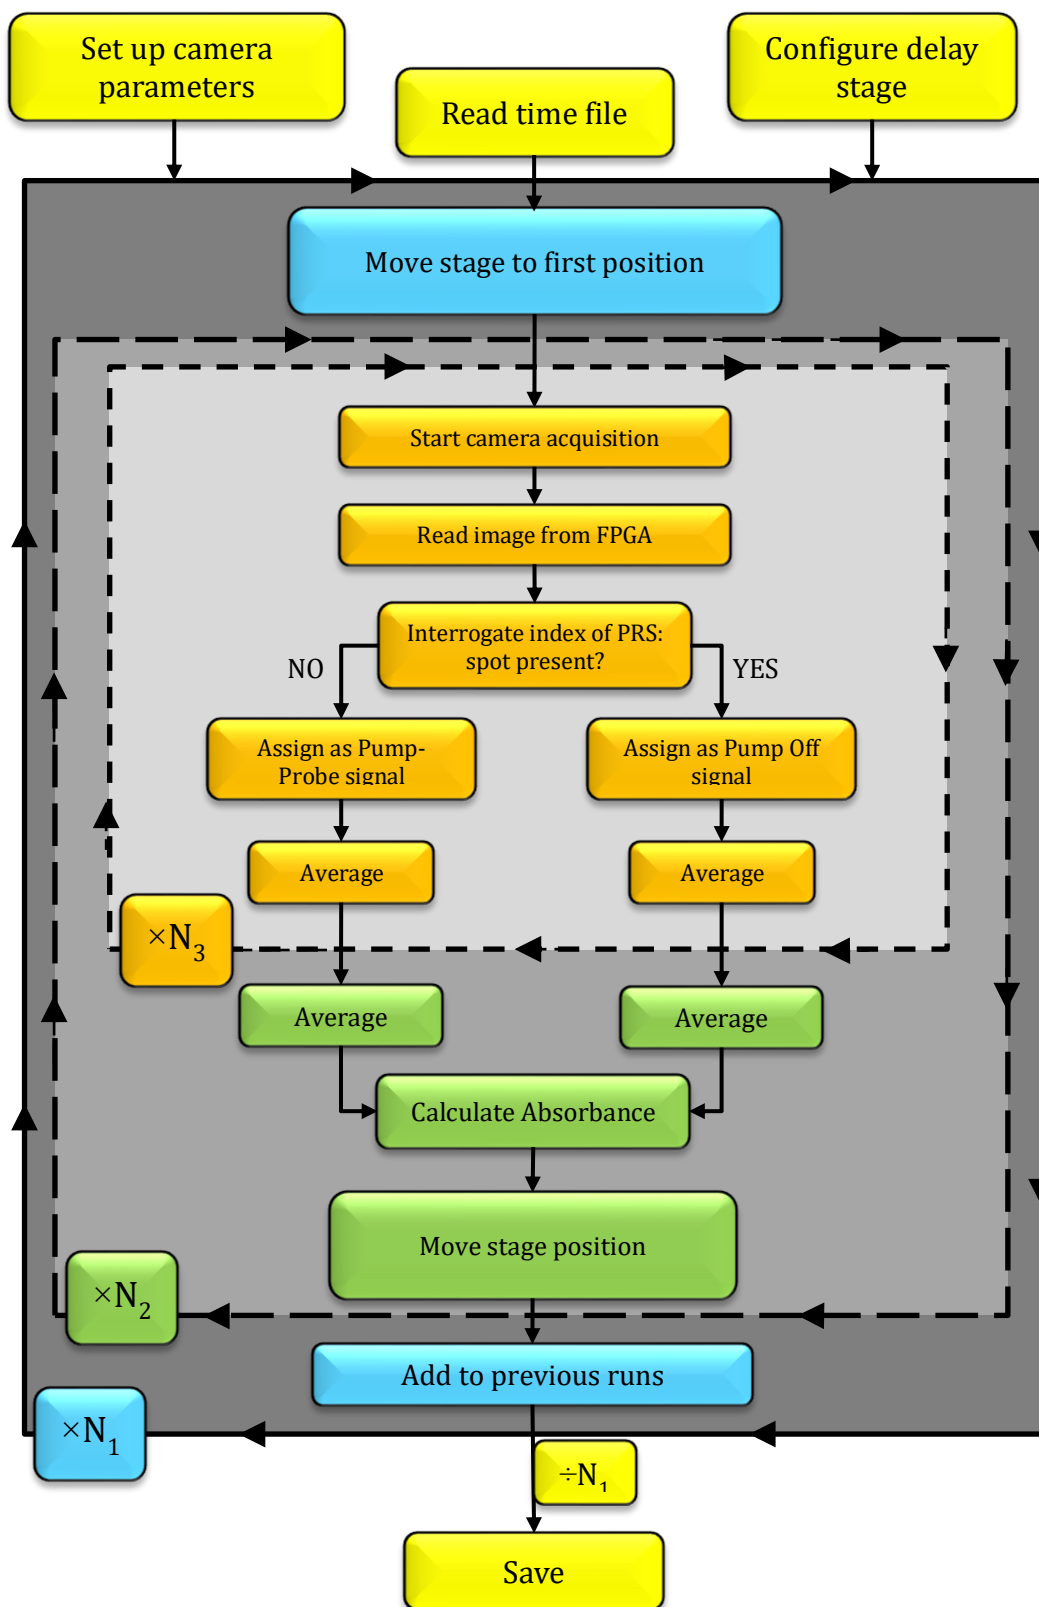 Set up camera
parameters
Read time file
Configure delay
stage
Move stage to first position
Start camera acquisition
Read image from FPGA
Interrogate index of PRS:
spot present?
NO
YES
Assign as Pump-
Probe signal
Assign as Pump Off
signal
Average
Average
×N₃
Average
Average
Calculate Absorbance
Move stage position
×N₂
Add to previous runs
×N₁
÷N₁
Save